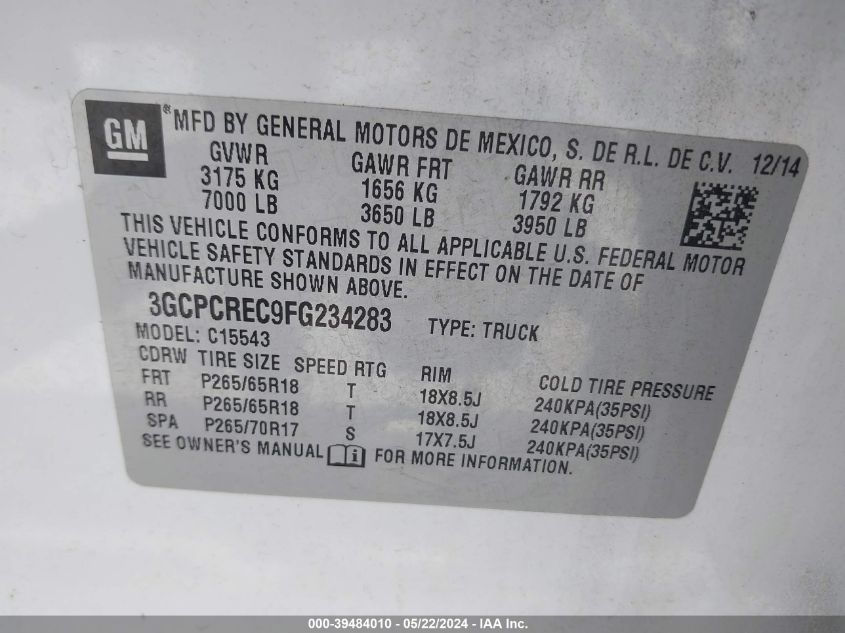 GM
*MFD BY GENERAL MOTORS DE MEXICO, S. DE R.L. DE C.V. 12/14
GVWR GAWR FRT GAWR RR
3175 KG 1656 KG 1792 KG
7000 LB 3650 LB 3950 LB
THIS VEHICLE CONFORMS TO ALL APPLICABLE U.S. FEDERAL MOTOR
VEHICLE SAFETY STANDARDS IN EFFECT ON THE DATE OF
MANUFACTURE SHOWN ABOVE.
3GCPCREC9FG234283 TYPE: TRUCK
MODEL: C15543
CDRW TIRE SIZE SPEED RTG RIM COLD TIRE PRESSURE
FRT P265/65R18 T 18X8.5J 240KPA(35PSI)
RR P265/65R18 T 18X8.5J 240KPA(35PSI)
SPA P265/70R17 S 17X7.5J 240KPA(35PSI)
SEE OWNER'S MANUAL i FOR MORE INFORMATION.
000-39484010 - 05/22/2024 - IAA Inc.